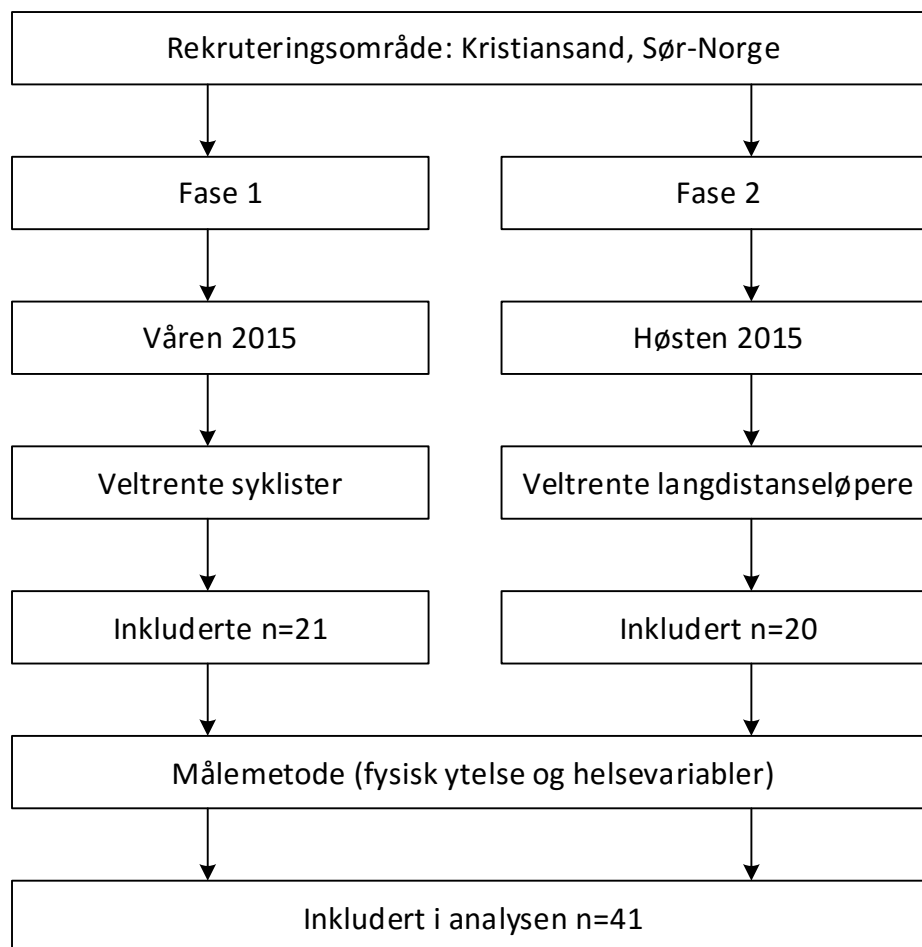 Rekruteringsområde: Kristiansand, Sør-Norge
Fase 1
Fase 2
Våren 2015
Høsten 2015
Veltrente syklister
Veltrente langdistanseløpere
Inkluderte n=21
Inkludert n=20
Målemetode (fysisk ytelse og helsevariabler)
Inkludert i analysen n=41